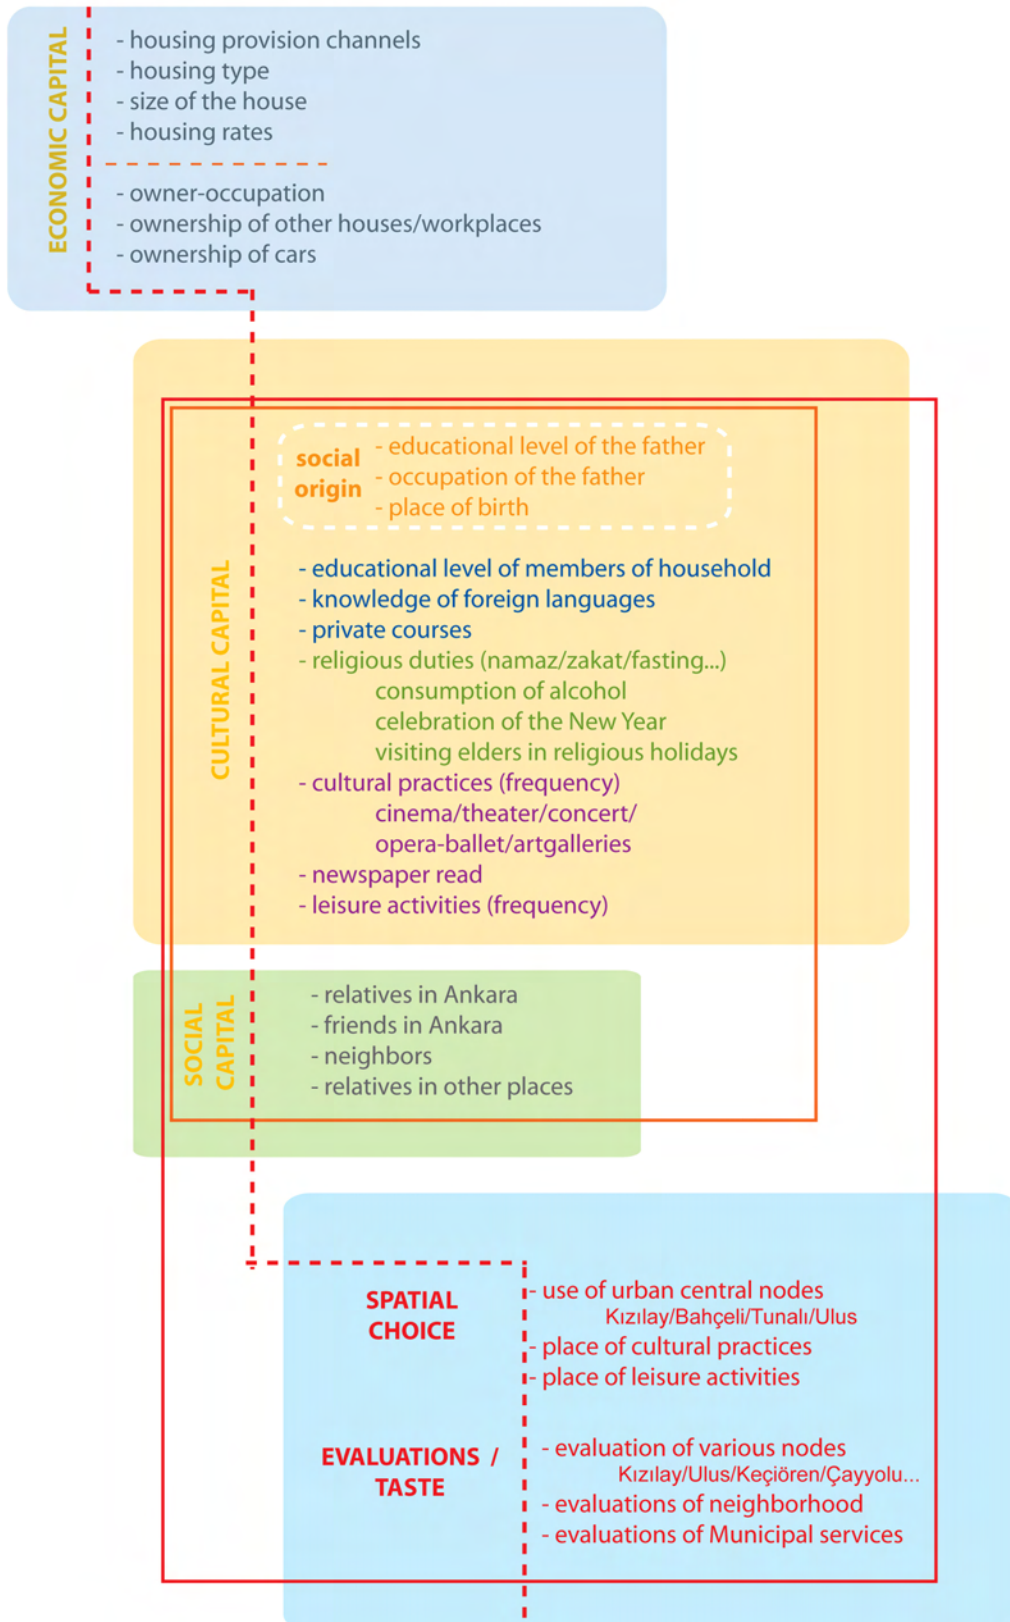 ECONOMIC CAPITAL
- housing provision channels
- housing type
- size of the house
- housing rates
- owner-occupation
- ownership of other houses/workplaces
- ownership of cars
CULTURAL CAPITAL
social
origin
- educational level of the father
- occupation of the father
- place of birth
- educational level of members of household
- knowledge of foreign languages
- private courses
- religious duties (namaz/zakat/fasting...)
consumption of alcohol
celebration of the New Year
visiting elders in religious holidays
- cultural practices (frequency)
cinema/theater/concert/
opera-ballet/artgalleries
- newspaper read
- leisure activities (frequency)
SOCIAL
CAPITAL
- relatives in Ankara
- friends in Ankara
- neighbors
- relatives in other places
SPATIAL
CHOICE
- use of urban central nodes
Kızılay/Bahçeli/Tunalı/Ulus
- place of cultural practices
- place of leisure activities
EVALUATIONS /
TASTE
- evaluation of various nodes
Kızılay/Ulus/Keçiören/Çayyolu...
- evaluations of neighborhood
- evaluations of Municipal services